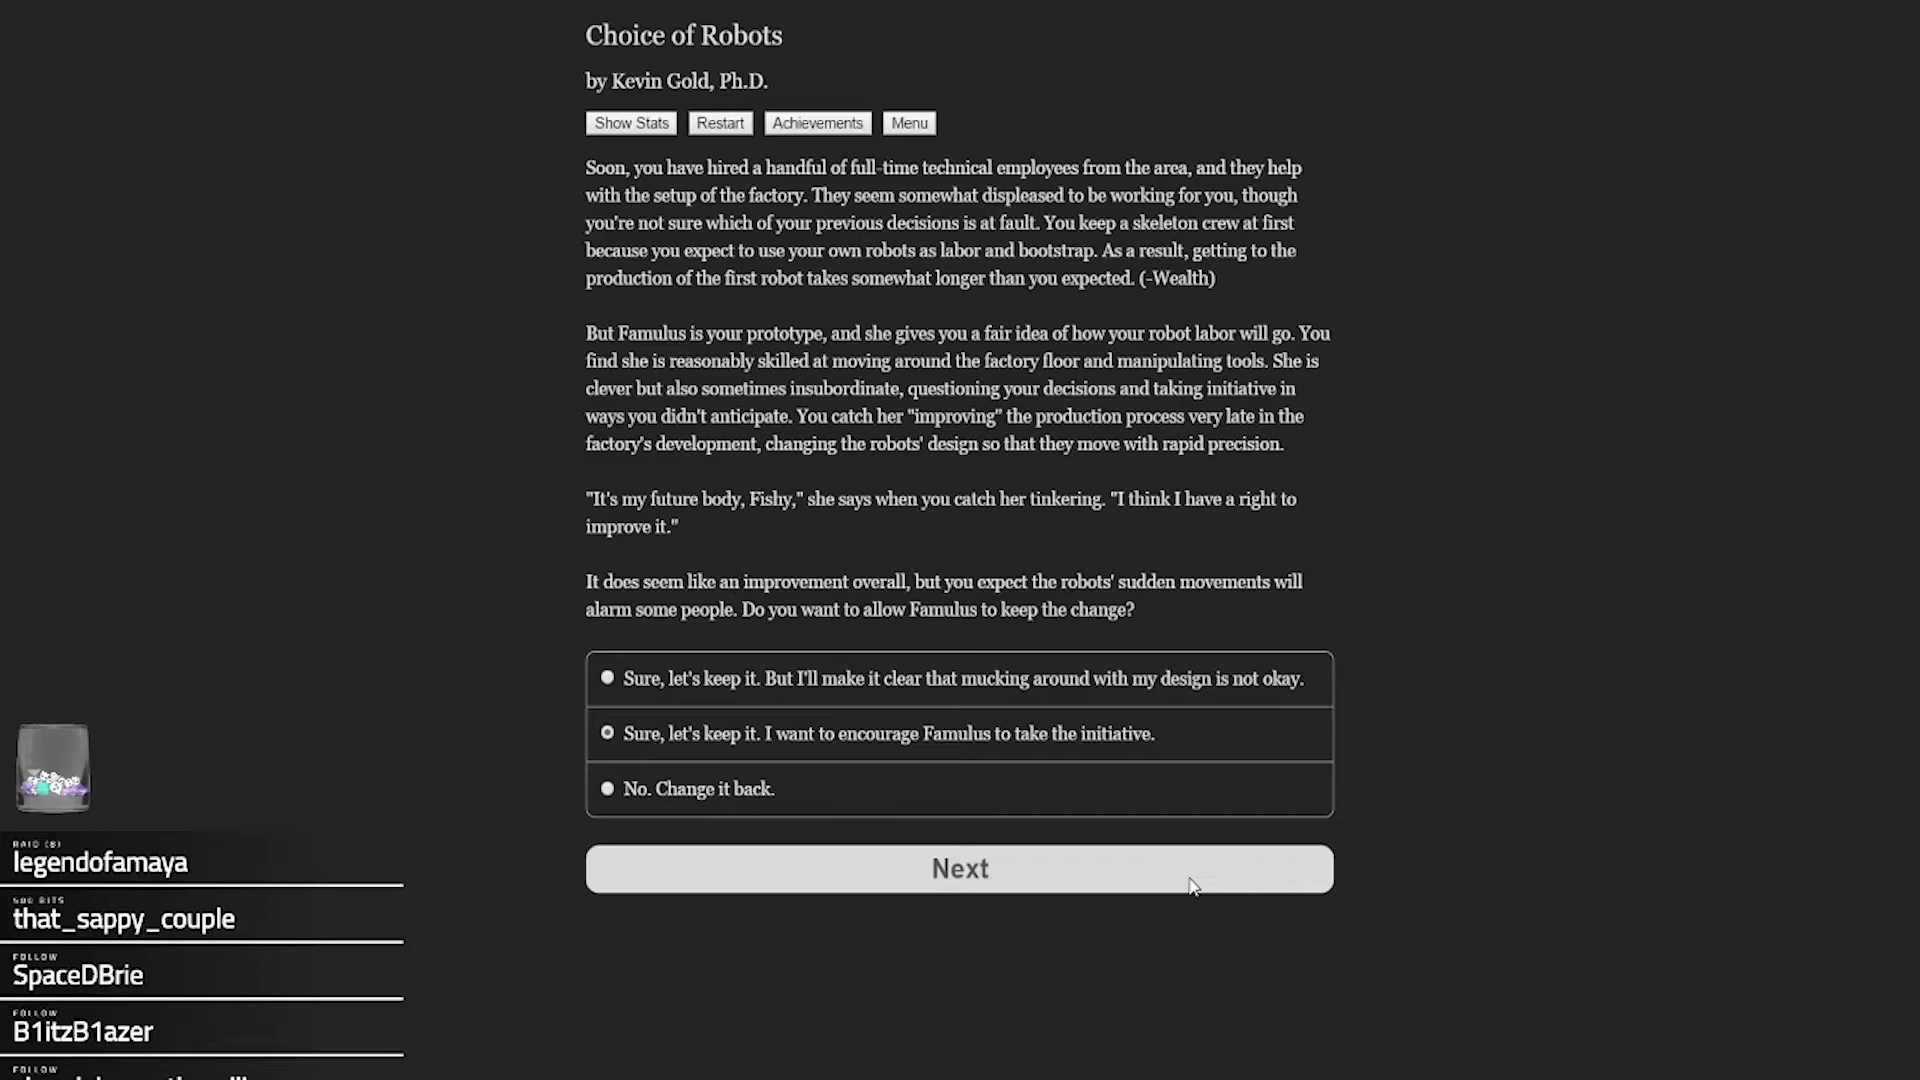 Choice of Robots
by Kevin Gold, Ph.D.
Show Stats Restart Achievements Menu
Soon, you have hired a handful of full-time technical employees from the area, and they help
with the setup of the factory. They seem somewhat displeased to be working for you, though
you're not sure which of your previous decisions is at fault. You keep a skeleton crew at first
because you expect to use your own robots as labor and bootstrap. As a result, getting to the
production of the first robot takes somewhat longer than you expected. (-Wealth)
But Famulus is your prototype, and she gives you a fair idea of how your robot labor will go. You
find she is reasonably skilled at moving around the factory floor and manipulating tools. She is
clever but also sometimes insubordinate, questioning your decisions and taking initiative in
ways you didn't anticipate. You catch her "improving" the production process very late in the
factory's development, changing the robots' design so that they move with rapid precision.
"It's my future body, Fishy," she says when you catch her tinkering. "I think I have a right to
improve it."
It does seem like an improvement overall, but you expect the robots' sudden movements will
alarm some people. Do you want to allow Famulus to keep the change?
Sure, let's keep it. But I'll make it clear that mucking around with my design is not okay.
Sure, let's keep it. I want to encourage Famulus to take the initiative.
No. Change it back.
Next
RAID (8)
legendofamaya
500 BITS
that_sappy_couple
FOLLOW
SpaceDBrie
FOLLOW
B1itzB1azer
FOLLOW